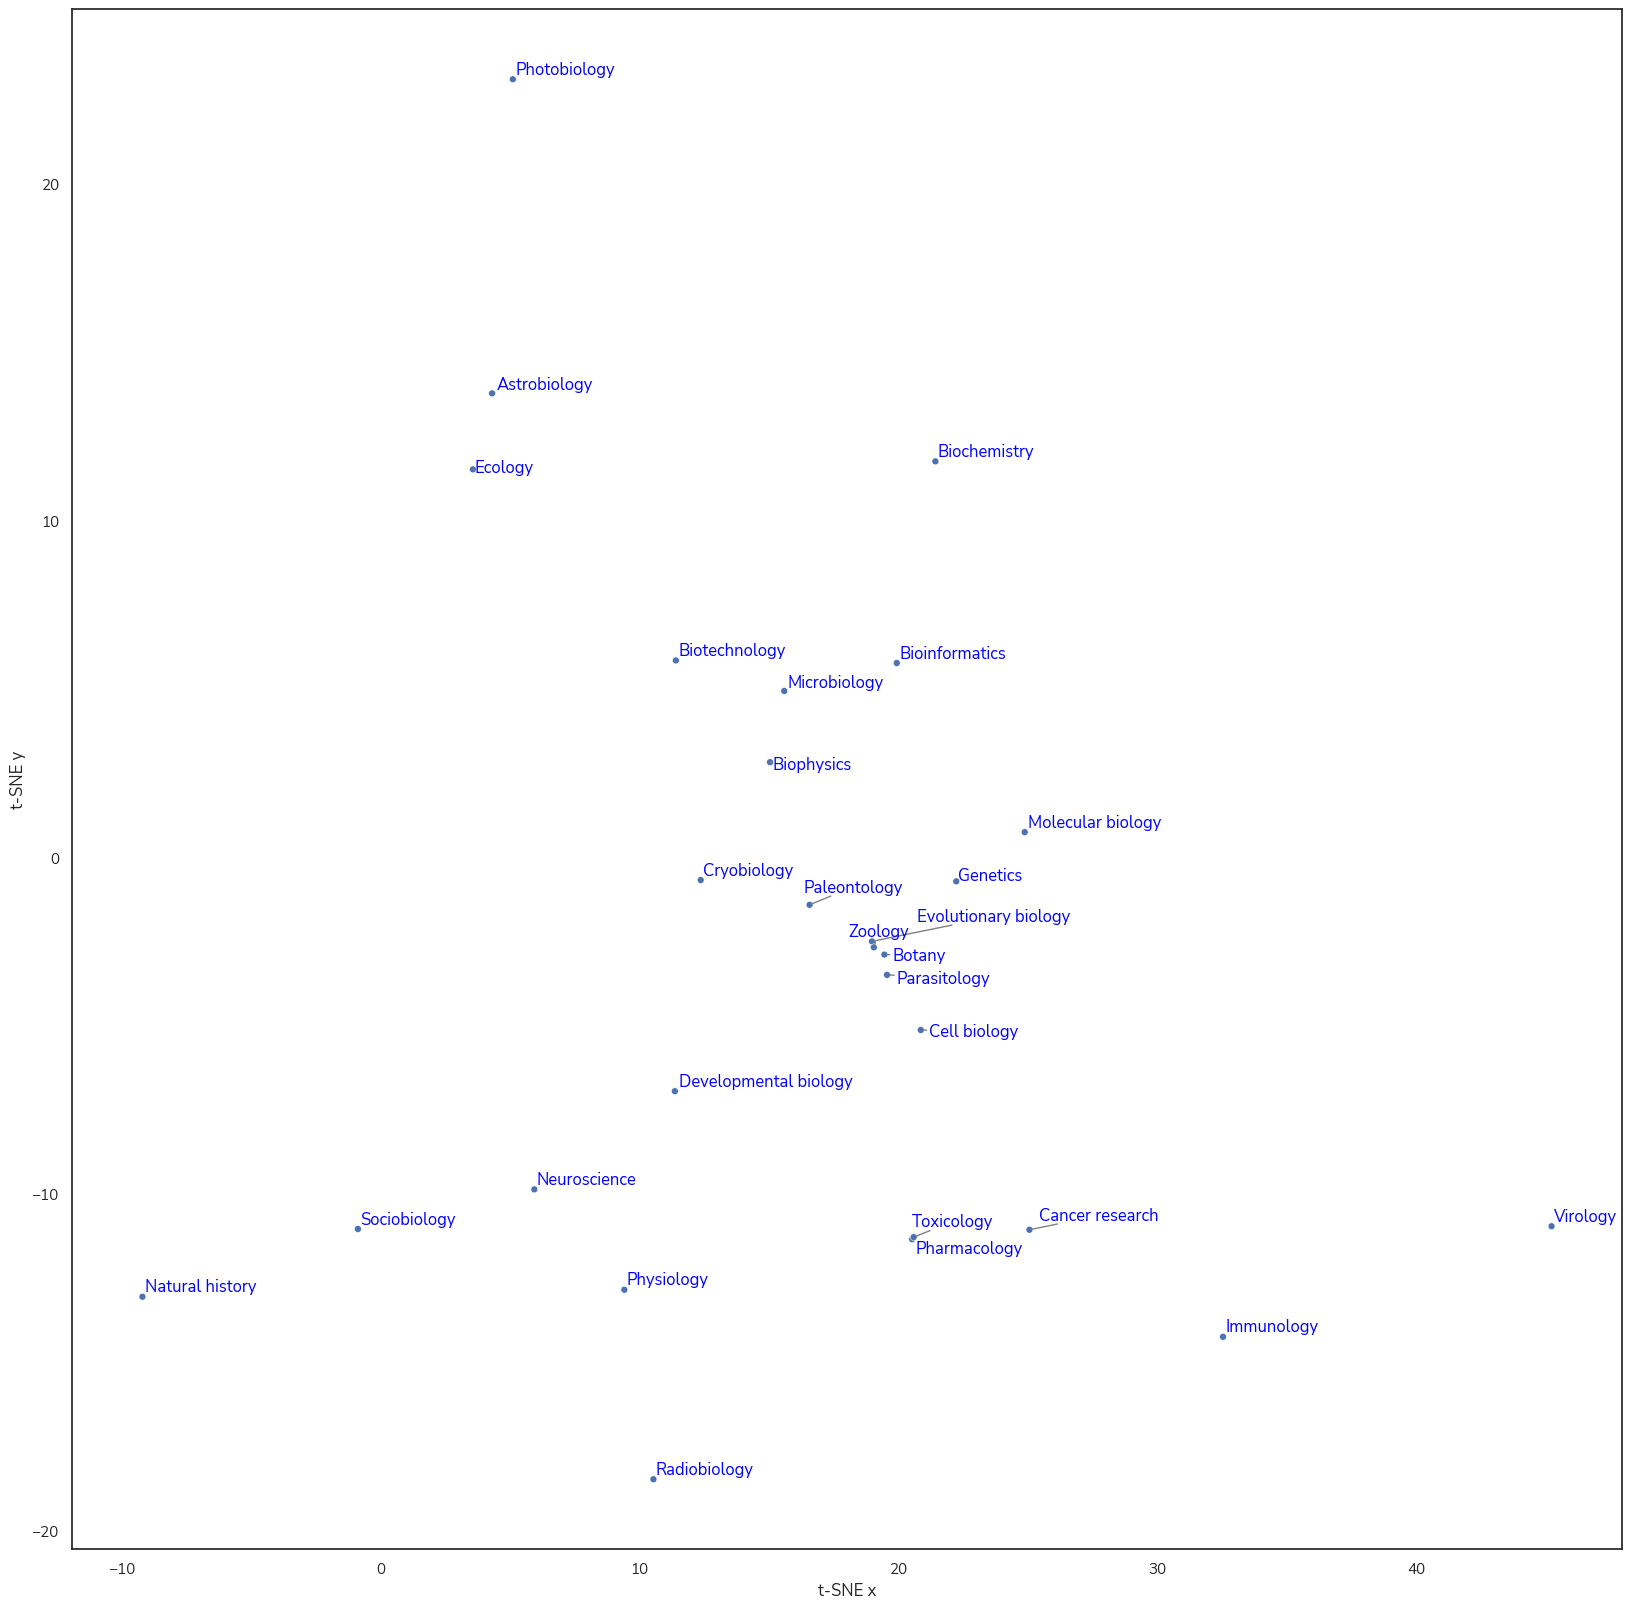 Photobiology
20
Astrobiology
Biochemistry
Ecology
10
Biotechnology
Bioinformatics
Microbiology
Biophysics
t-SNE y
Molecular biology
0
Cryobiology
Genetics
Paleontology
Evolutionary biology
Zoology
Botany
Parasitology
Cell biology
Developmental biology
Neuroscience
−10
Sociobiology
Toxicology
Cancer research
Virology
Pharmacology
Natural history
Physiology
Immunology
Radiobiology
−20
−10 0 10 20 30 40
t-SNE x